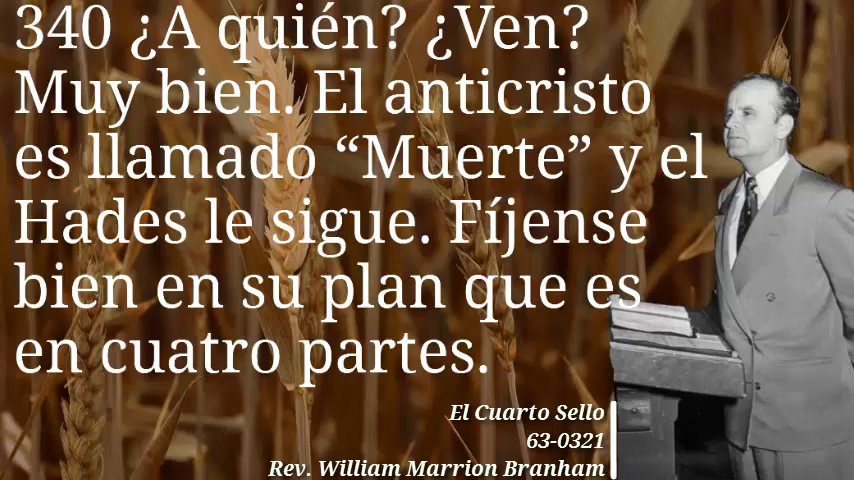 340 ¿A quién? ¿Ven?
Muy bien. El anticristo
es llamado “Muerte” y el
Hades le sigue. Fíjense
bien en su plan que es
en cuatro partes.
El Cuarto Sello
63-0321
Rev. William Marrion Branham